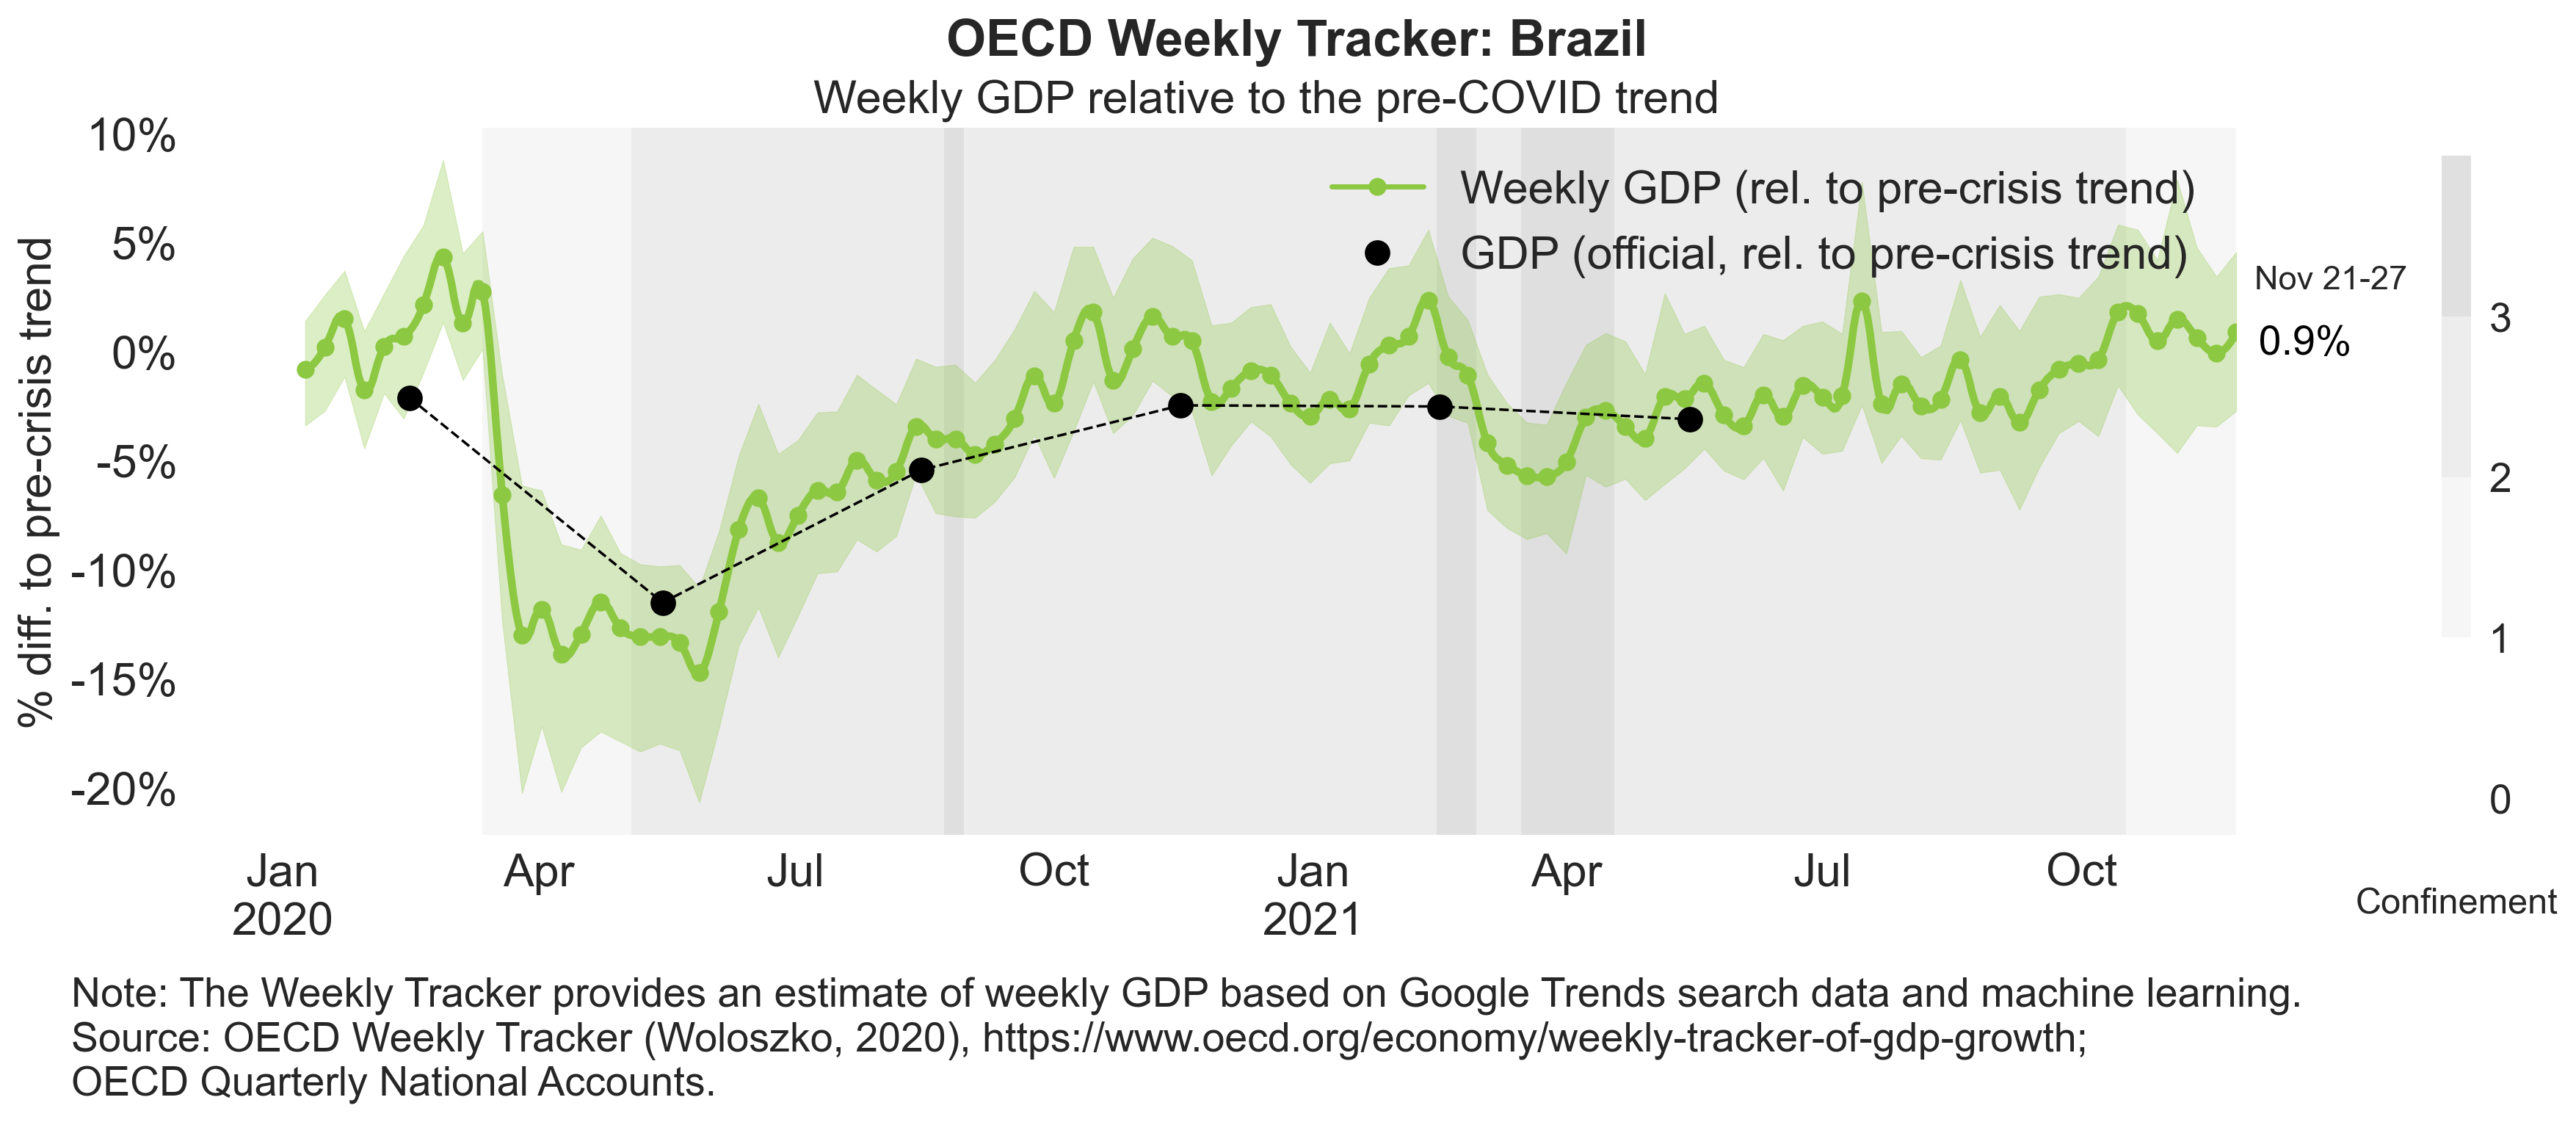 OECD Weekly Tracker: Brazil
Weekly GDP relative to the pre-COVID trend
10%
5%
0%
-5%
-10%
-15%
-20%
% diff. to pre-crisis trend
Weekly GDP (rel. to pre-crisis trend)
GDP (official, rel. to pre-crisis trend)
Nov 21-27
0.9%
3
2
1
0
Confinement
Jan Apr Jul Oct Jan Apr Jul Oct
2020 2021
Note: The Weekly Tracker provides an estimate of weekly GDP based on Google Trends search data and machine learning.
Source: OECD Weekly Tracker (Woloszko, 2020), https://www.oecd.org/economy/weekly-tracker-of-gdp-growth;
OECD Quarterly National Accounts.